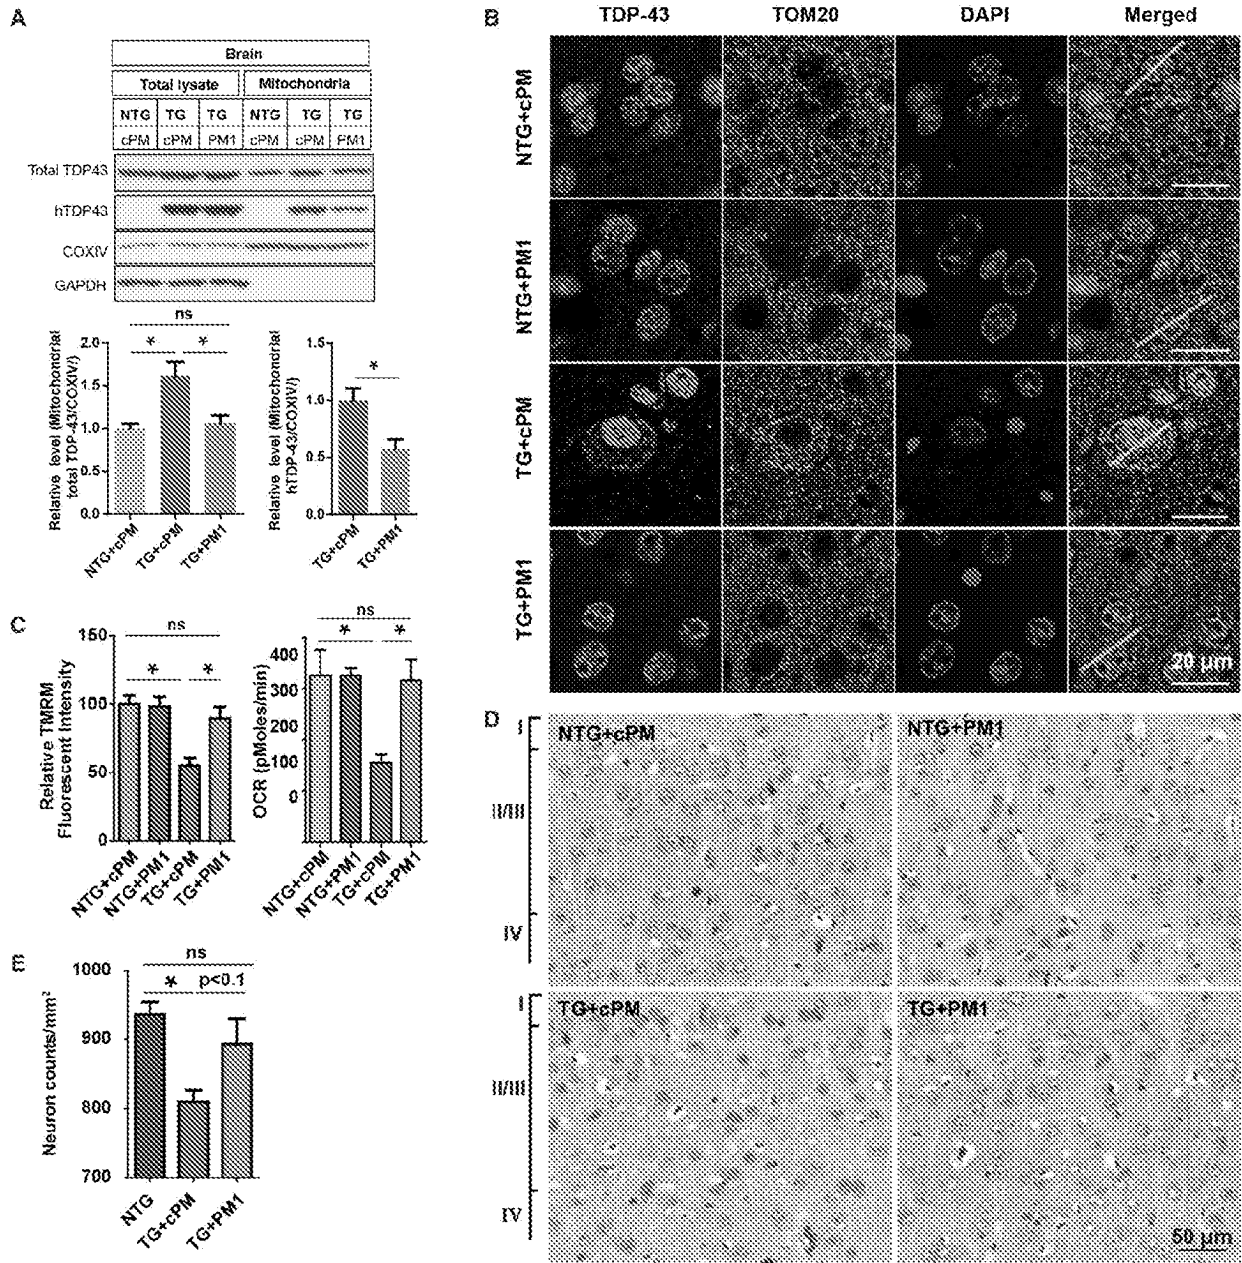 A
Brain
Total lysate Mitochondria
NTG TG TG NTG TG TG
cPM cPM PM1 cPM cPM PM1
Total TDP43
hTDP43
COXIV
GAPDH
Relative level (Mitochondrial
total TDP-43/COXIV/)
2.0
1.5
1.0
0.5
0.0
ns
* *
NTG+cPM TG+cPM TG+PM1
Relative level (Mitochondrial
hTDP-43/COXIV/)
1.5
1.0
0.5
0.0
*
TG+cPM TG+PM1
B
TDP-43 TOM20 DAPI Merged
NTG+cPM
NTG+PM1
TG+cPM
TG+PM1
20 µm
C
Relative TMRM
Fluorescent Intensity
150
100
50
0
ns
* *
NTG+cPM NTG+PM1 TG+cPM TG+PM1
OCR (pMoles/min)
400
300
200
100
0
ns
* *
NTG+cPM NTG+PM1 TG+cPM TG+PM1
D
NTG+cPM NTG+PM1
I
II/III
IV
TG+cPM TG+PM1
I
II/III
IV
50 µm
E
Neuron counts/mm²
1000
900
800
700
ns
* p<0.1
NTG TG+cPM TG+PM1